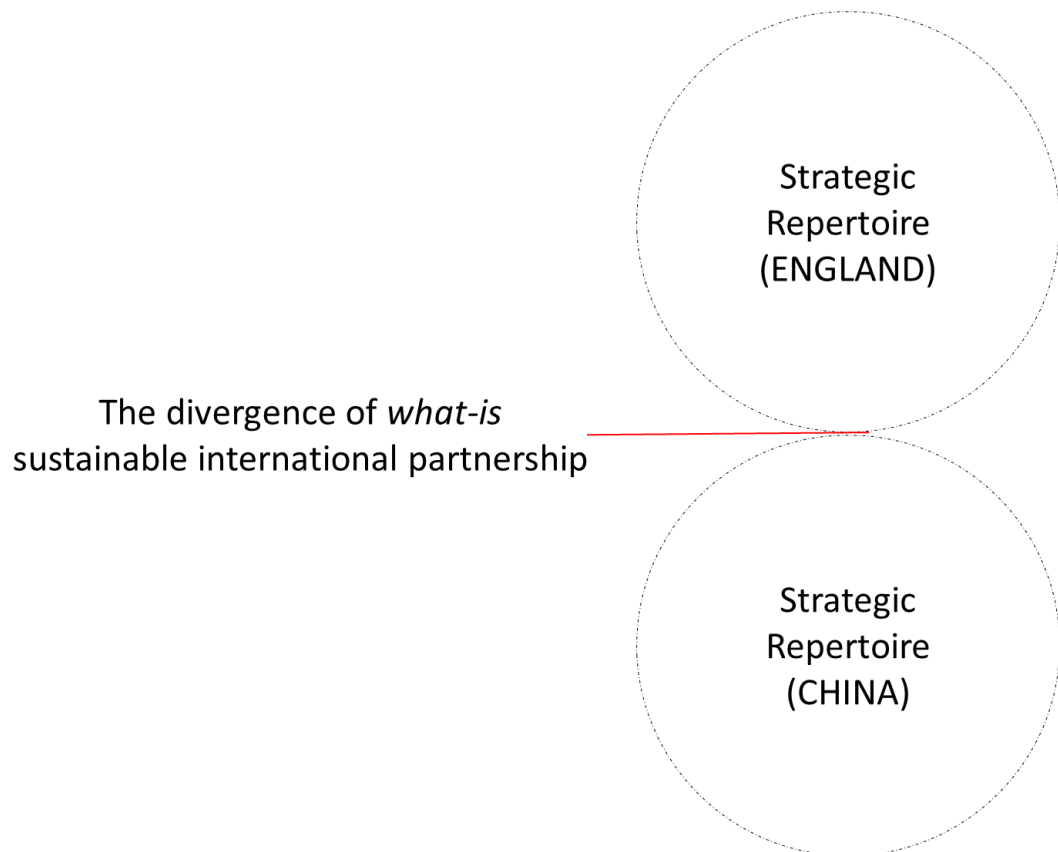 Strategic
Repertoire
(ENGLAND)
The divergence of what-is
sustainable international partnership
Strategic
Repertoire
(CHINA)